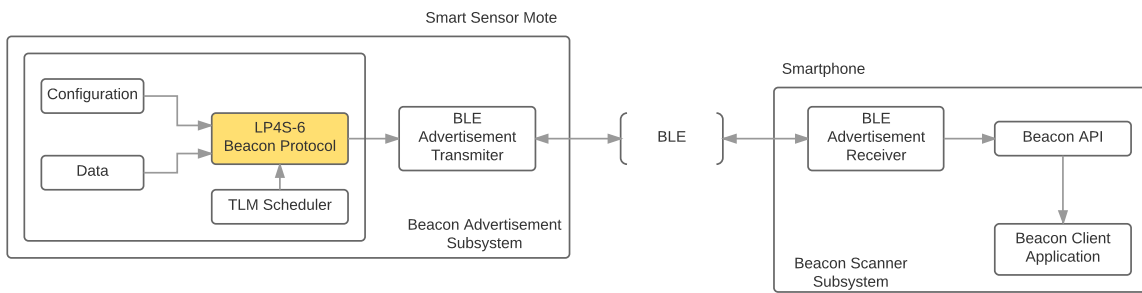 Smart Sensor Mote
Configuration
Data
LP4S-6
Beacon Protocol
TLM Scheduler
BLE
Advertisement
Transmiter
Beacon Advertisement
Subsystem
BLE
Smartphone
BLE
Advertisement
Receiver
Beacon API
Beacon Client
Application
Beacon Scanner
Subsystem